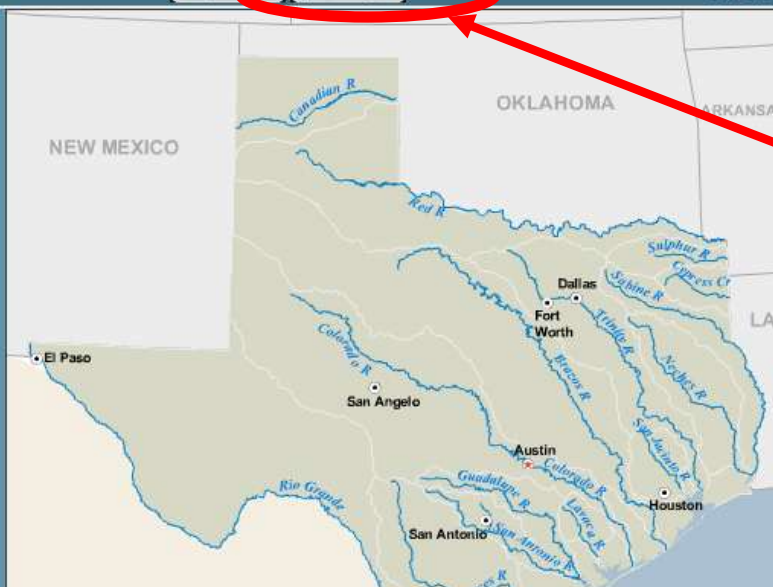 Canadian R
OKLAHOMA
ARKANSA
NEW MEXICO
Red R
Sulphur R
Cypress Cr
Sabine R
Dallas
Fort
Worth
Trinity R
LA
El Paso
Colorado R
Brazos R
Neches R
San Angelo
San Jacinto R
Austin
Colorado R
Guadalupe R
Rio Grande
Lavaca R
Houston
San Antonio
San Antonio R
R